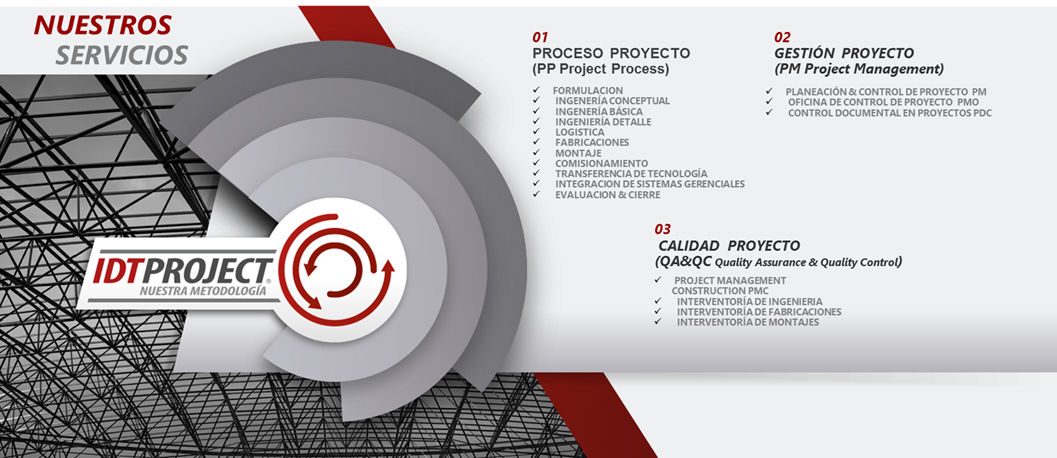 NUESTROS
SERVICIOS
IDTPROJECT®
NUESTRA METODOLOGÍA
01
PROCESO PROYECTO
(PP Project Process)
✓ FORMULACION
✓ INGENERÍA CONCEPTUAL
✓ INGENERÍA BÁSICA
✓ INGENIERÍA DETALLE
✓ LOGISTICA
✓ FABRICACIONES
✓ MONTAJE
✓ COMISIONAMIENTO
✓ TRANSFERENCIA DE TECNOLOGÍA
✓ INTEGRACION DE SISTEMAS GERENCIALES
✓ EVALUACION & CIERRE
02
GESTIÓN PROYECTO
(PM Project Management)
✓ PLANEACIÓN & CONTROL DE PROYECTO PM
✓ OFICINA DE CONTROL DE PROYECTO PMO
✓ CONTROL DOCUMENTAL EN PROYECTOS PDC
03
CALIDAD PROYECTO
(QA&QC Quality Assurance & Quality Control)
✓ PROJECT MANAGEMENT
CONSTRUCTION PMC
✓ INTERVENTORÍA DE INGENIERIA
✓ INTERVENTORÍA DE FABRICACIONES
✓ INTERVENTORÍA DE MONTAJES